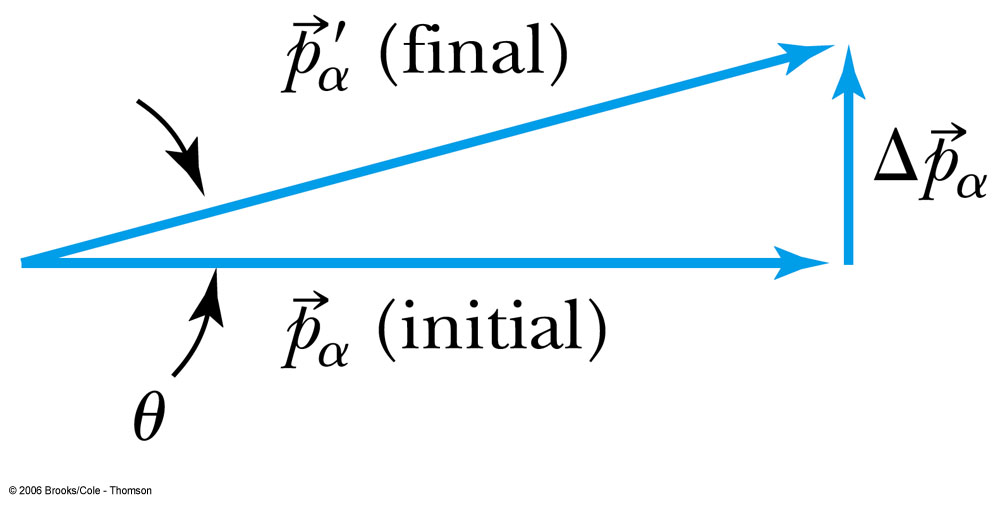 p⃗′α (final)
Δp⃗α
p⃗α (initial)
θ
© 2006 Brooks/Cole - Thomson